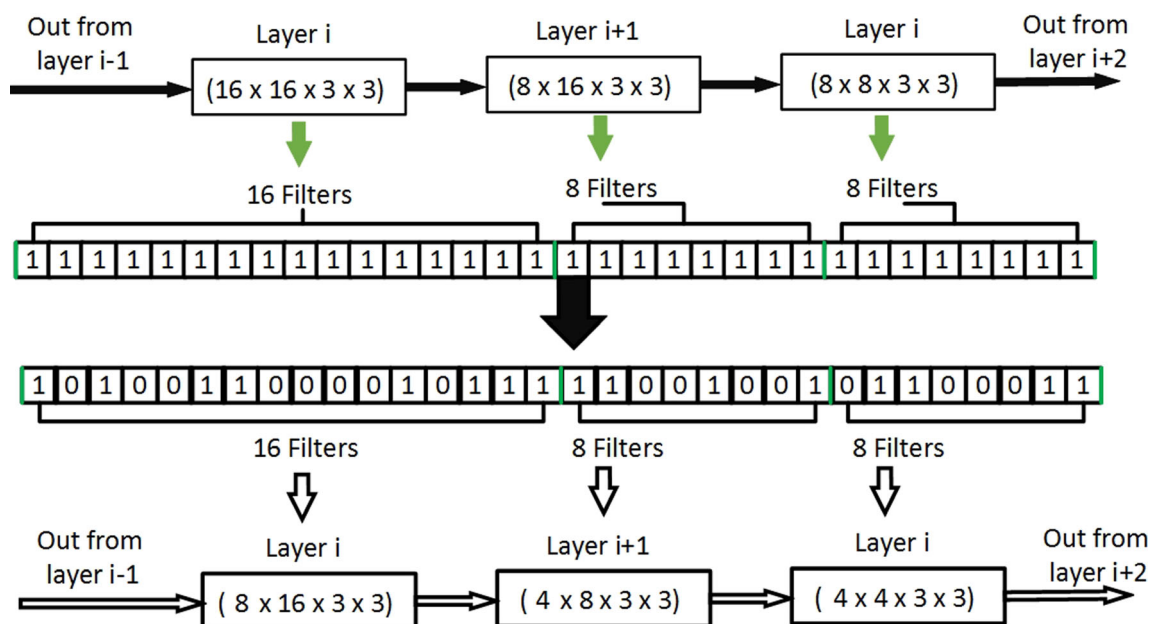 Out from
layer i-1
Layer i
Layer i+1
Layer i
Out from
layer i+2
(16 x 16 x 3 x 3)
(8 x 16 x 3 x 3)
(8 x 8 x 3 x 3)
16 Filters
8 Filters
8 Filters
1 1 1 1 1 1 1 1 1 1 1 1 1 1 1 1 1 1 1 1 1 1 1 1 1 1 1 1 1 1
1 0 1 0 0 1 1 0 0 0 0 1 0 1 1 1 0 0 1 0 0 1 0 1 1 0 0 0 1 1
16 Filters
8 Filters
8 Filters
Out from
layer i-1
Layer i
Layer i+1
Layer i
Out from
layer i+2
( 8 x 16 x 3 x 3)
( 4 x 8 x 3 x 3)
( 4 x 4 x 3 x 3)